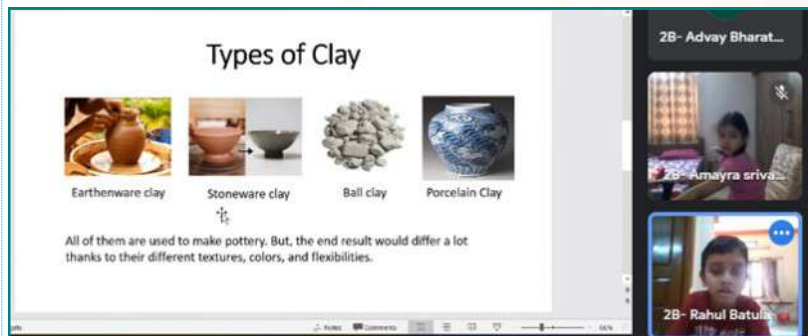 Types of Clay
2B- Advay Bharat...
Earthenware clay
Stoneware clay
Ball clay
Porcelain Clay
2B- Amayra sriva...
All of them are used to make pottery. But, the end result would differ a lot
thanks to their different textures, colors, and flexibilities.
2B- Rahul Batula
Notes
Comments
66%